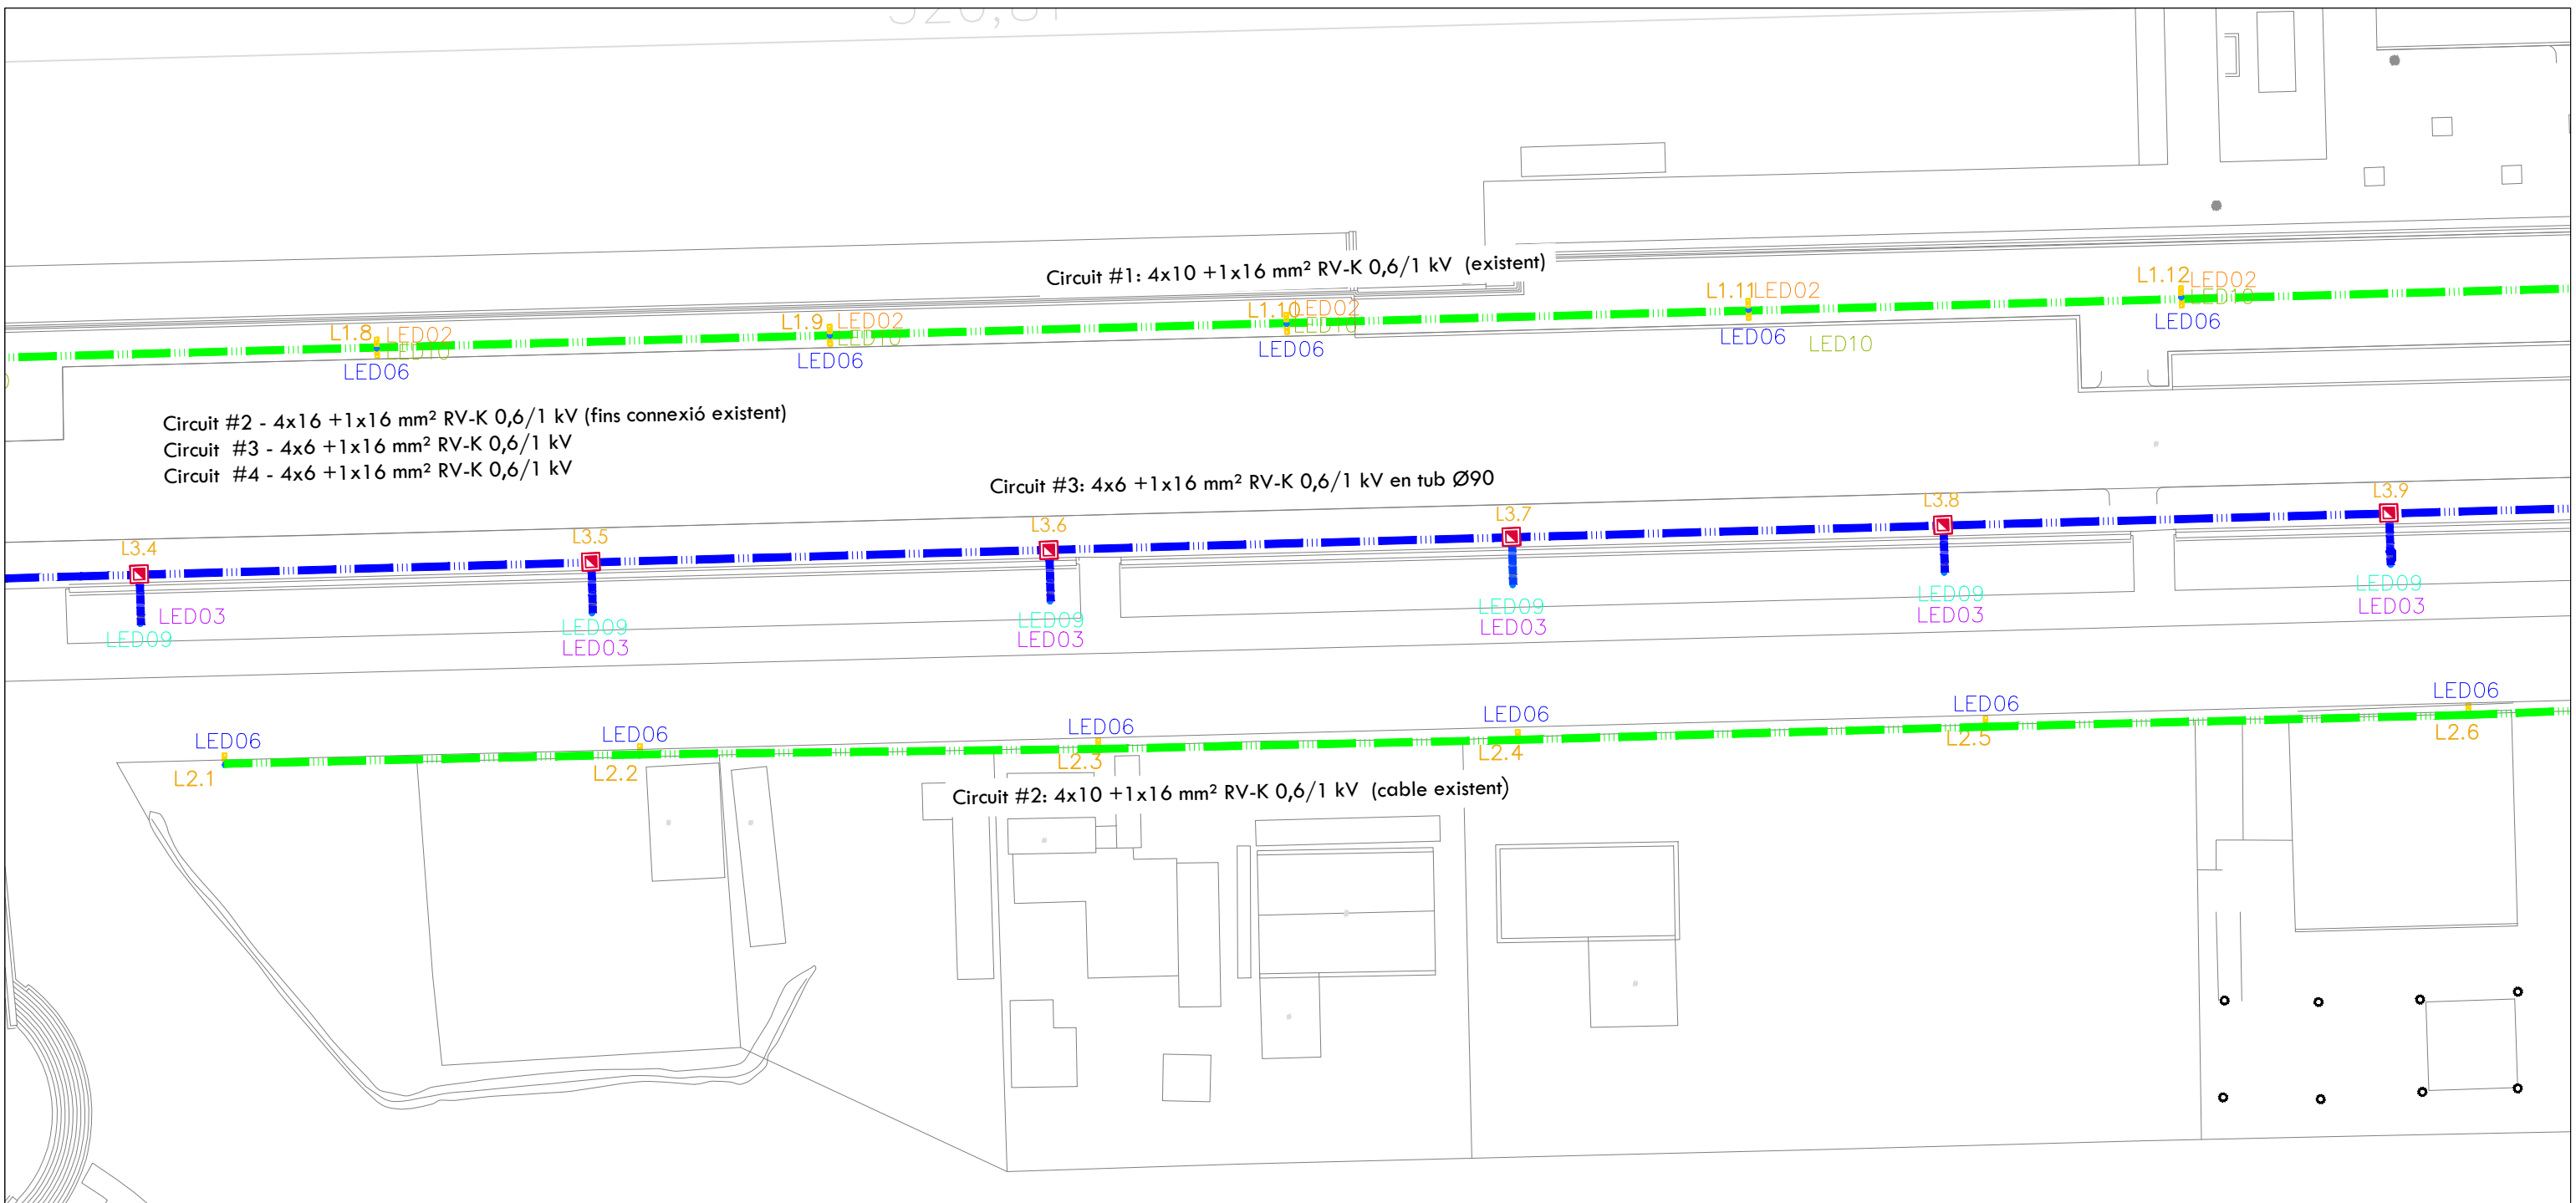 Circuit #1: 4x10 +1x16 mm² RV-K 0,6/1 kV (existent)
L1.8 LED02
LED10
LED06
L1.9 LED02
LED10
LED06
L1.10 LED02
LED10
LED06
L1.11 LED02
LED06
LED10
L1.12 LED02
LED10
LED06
Circuit #2 - 4x16 +1x16 mm² RV-K 0,6/1 kV (fins connexió existent)
Circuit #3 - 4x6 +1x16 mm² RV-K 0,6/1 kV
Circuit #4 - 4x6 +1x16 mm² RV-K 0,6/1 kV
Circuit #3: 4x6 +1x16 mm² RV-K 0,6/1 kV en tub Ø90
L3.4
LED03
LED09
L3.5
LED09
LED03
L3.6
LED09
LED03
L3.7
LED09
LED03
L3.8
LED09
LED03
L3.9
LED09
LED03
LED06
L2.1
LED06
L2.2
LED06
L2.3
LED06
L2.4
LED06
L2.5
LED06
L2.6
Circuit #2: 4x10 +1x16 mm² RV-K 0,6/1 kV (cable existent)